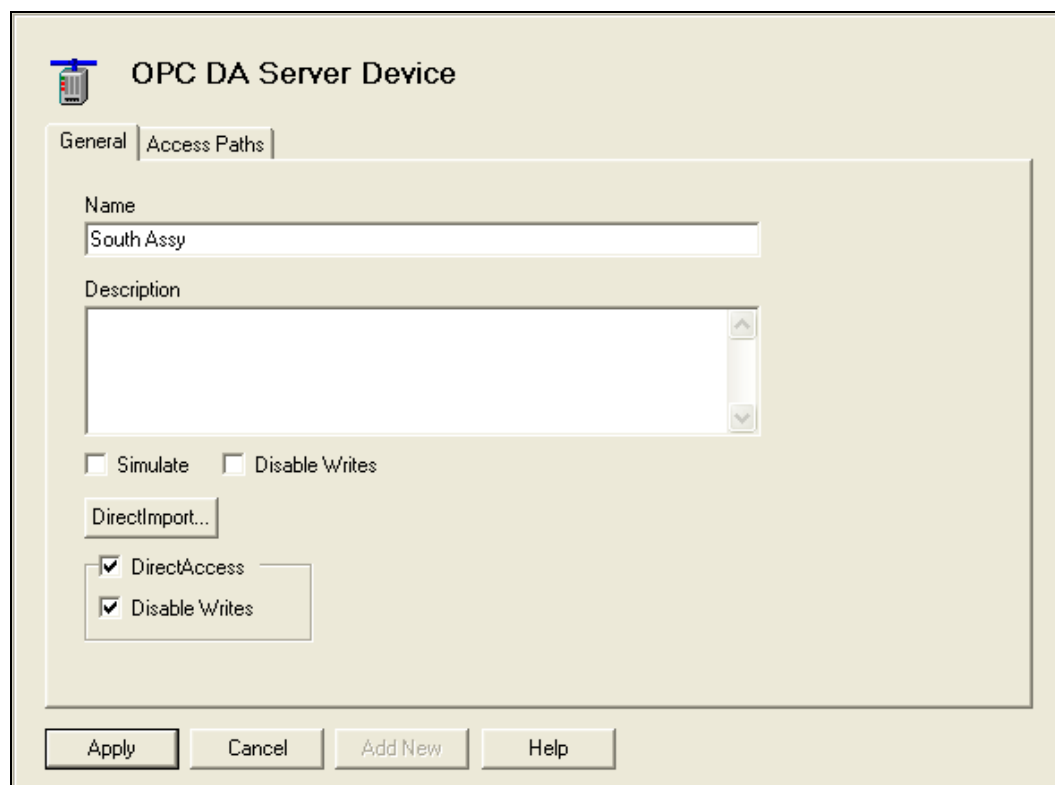 OPC DA Server Device
General Access Paths
Name
South Assy
Description
Simulate Disable Writes
DirectImport...
DirectAccess
Disable Writes
Apply Cancel Add New Help